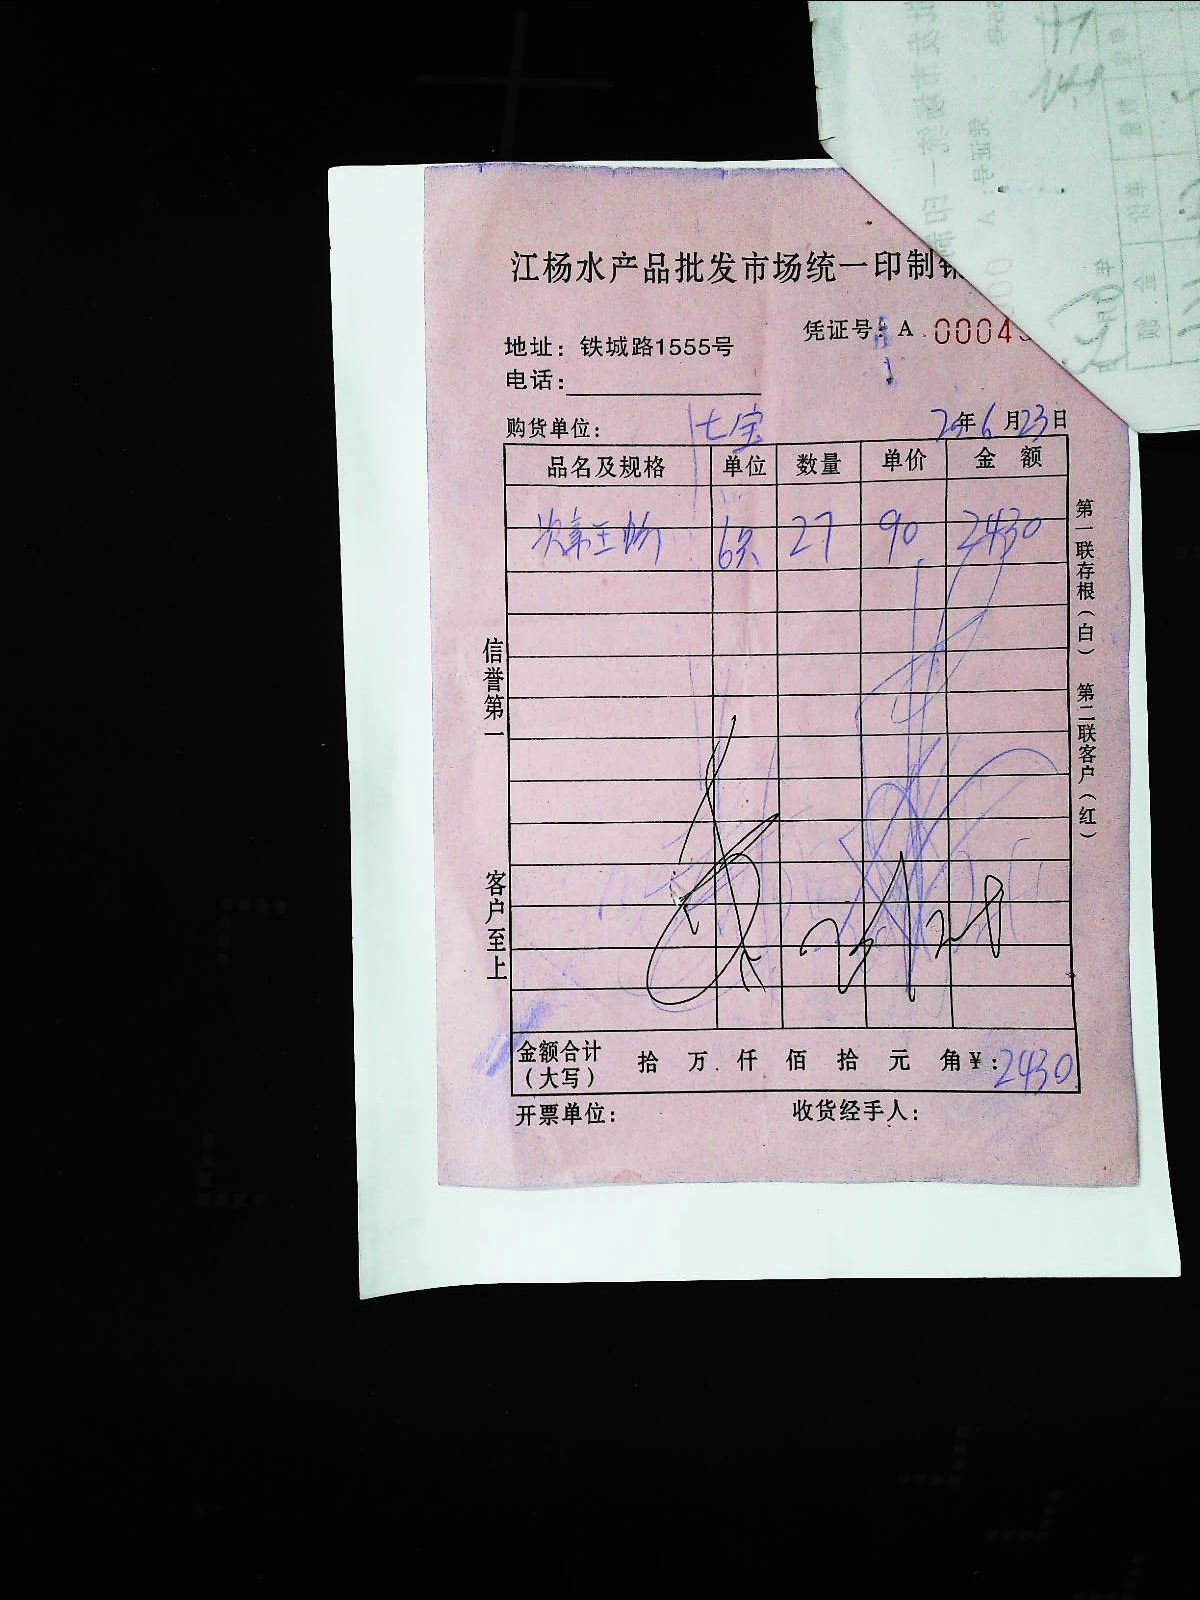 江杨水产品批发市场统一印制
凭证号: A 00045
地址: 铁城路1555号
电话:
购货单位: 七宝 20年6月23日
品名及规格 单位 数量 单价 金 额
6只 27 90 2430
第一联存根(白) 第二联客户(红)
信誉第一
客户至上
金额合计(大写) 拾 万 仟 佰 拾 元 角 ¥: 2430
开票单位: 收货经手人: